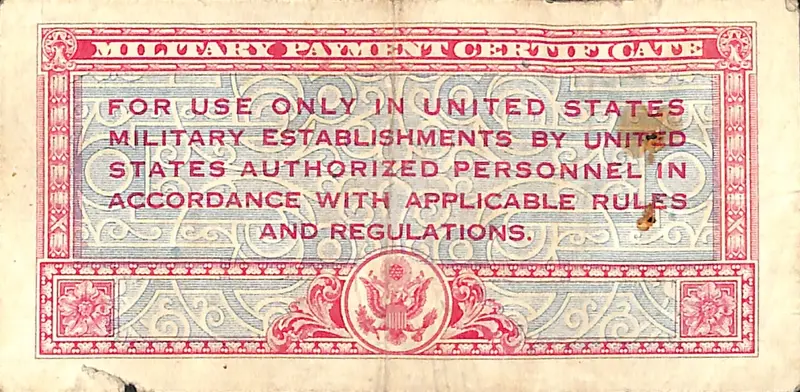 MILITARY PAYMENT CERTIFICATE
FOR USE ONLY IN UNITED STATES
MILITARY ESTABLISHMENTS BY UNITED
STATES AUTHORIZED PERSONNEL IN
ACCORDANCE WITH APPLICABLE RULES
AND REGULATIONS.